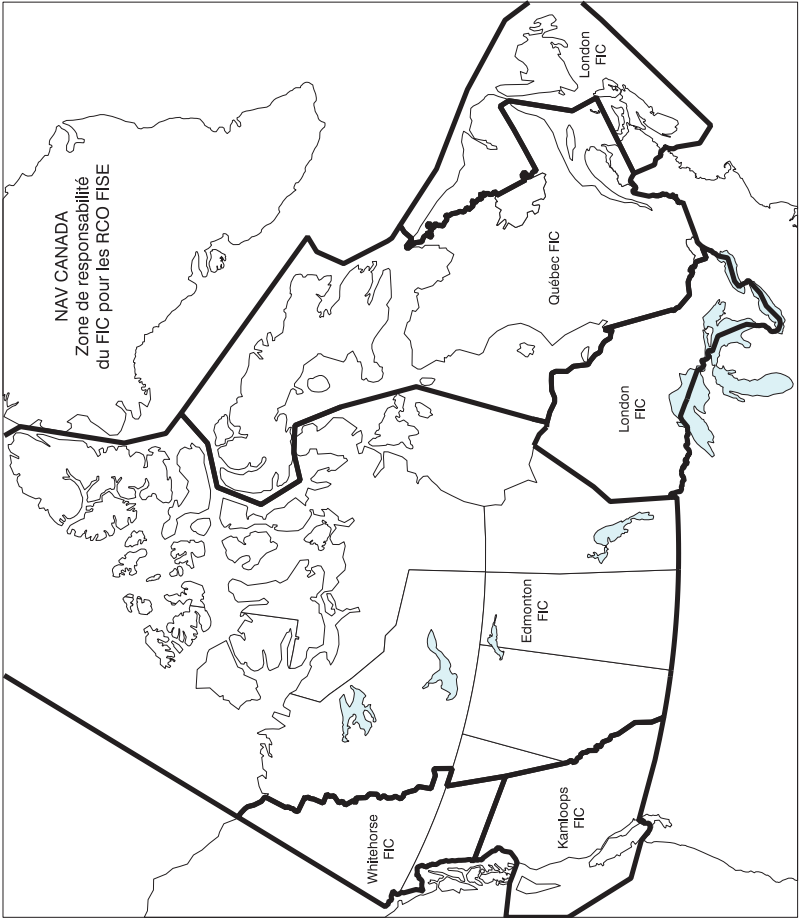 NAV CANADA
Zone de responsabilité
du FIC pour les RCO FISE
Whitehorse
FIC
Kamloops
FIC
Edmonton
FIC
London
FIC
Québec FIC
London
FIC